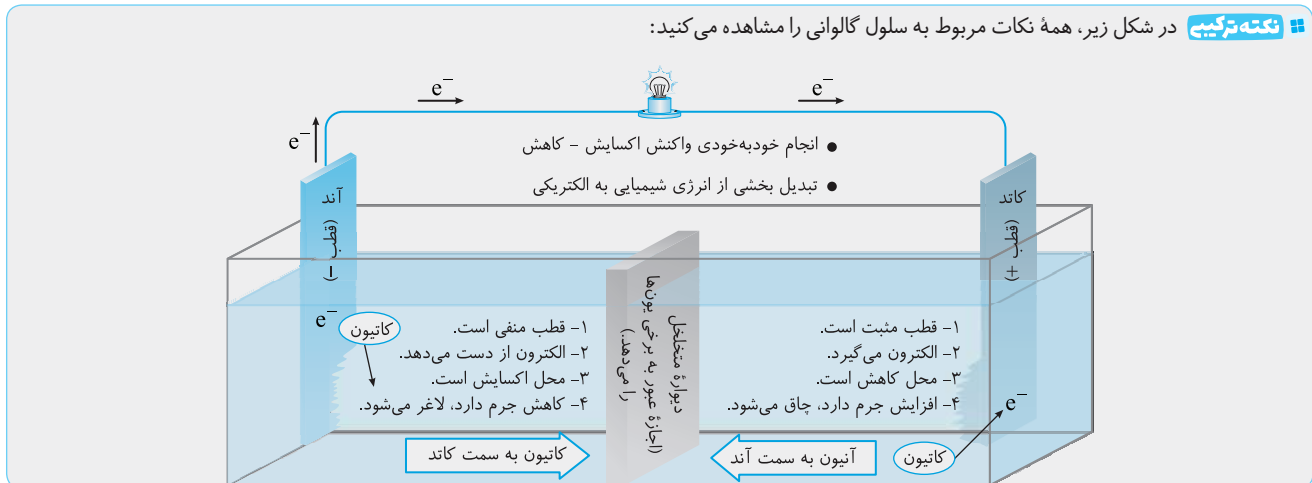 نکته ترکیبی در شکل زیر، همهٔ نکات مربوط به سلول گالوانی را مشاهده می‌کنید:
e⁻
e⁻
e⁻
● انجام خودبه‌خودی واکنش اکسایش – کاهش
● تبدیل بخشی از انرژی شیمیایی به الکتریکی
کاتد
(قطب +)
آند
(قطب –)
دیوارهٔ متخلخل
(اجازهٔ عبور به برخی یون‌ها
را می‌دهد.)
۱– قطب مثبت است.
۲– الکترون می‌گیرد.
۳– محل کاهش است.
۴– افزایش جرم دارد، چاق می‌شود.
e⁻
کاتیون
آنیون به سمت آند
۱– قطب منفی است.
۲– الکترون از دست می‌دهد.
۳– محل اکسایش است.
۴– کاهش جرم دارد، لاغر می‌شود.
e⁻
کاتیون
کاتیون به سمت کاتد